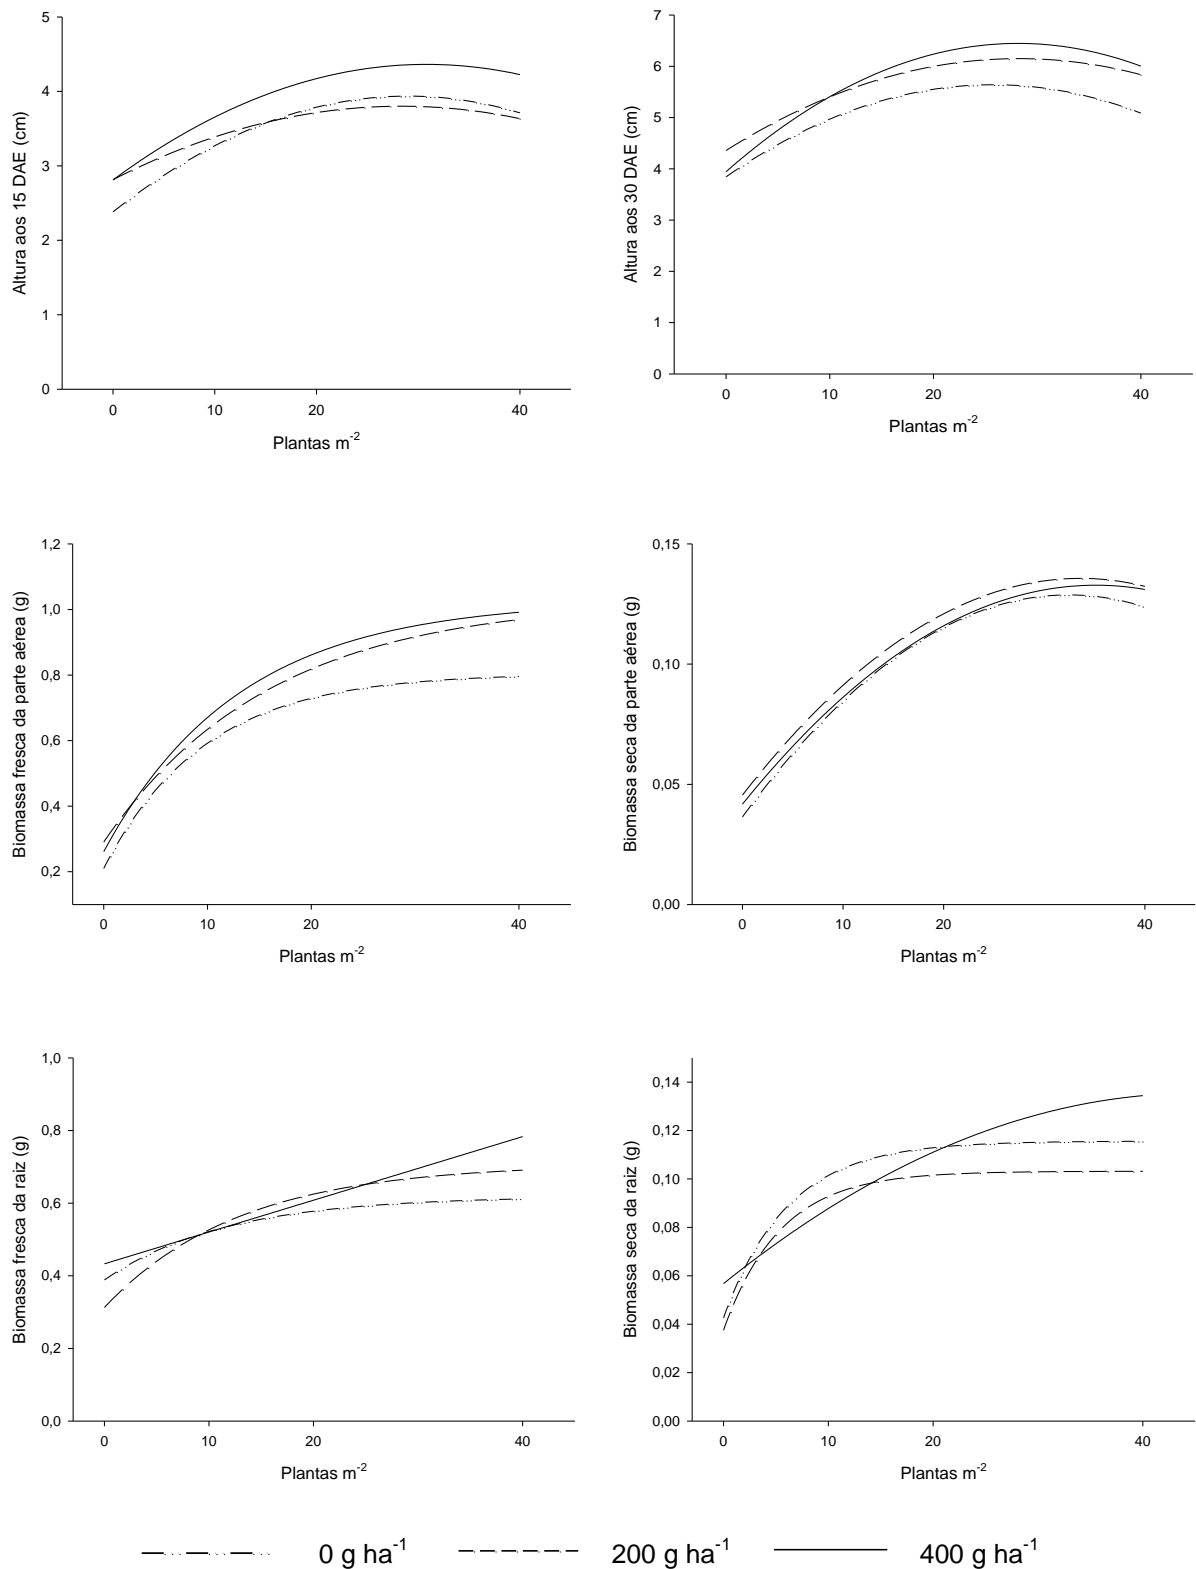 Altura aos 15 DAE (cm)
5
4
3
2
1
0
0 10 20 40
Plantas m⁻²
Altura aos 30 DAE (cm)
7
6
5
4
3
2
1
0
0 10 20 40
Plantas m⁻²
Biomassa fresca da parte aérea (g)
1,2
1,0
0,8
0,6
0,4
0,2
0 10 20 40
Plantas m⁻²
Biomassa seca da parte aérea (g)
0,15
0,10
0,05
0,00
0 10 20 40
Plantas m⁻²
Biomassa fresca da raiz (g)
1,0
0,8
0,6
0,4
0,2
0,0
0 10 20 40
Plantas m⁻²
Biomassa seca da raiz (g)
0,14
0,12
0,10
0,08
0,06
0,04
0,02
0,00
0 10 20 40
Plantas m⁻²
0 g ha⁻¹ 200 g ha⁻¹ 400 g ha⁻¹